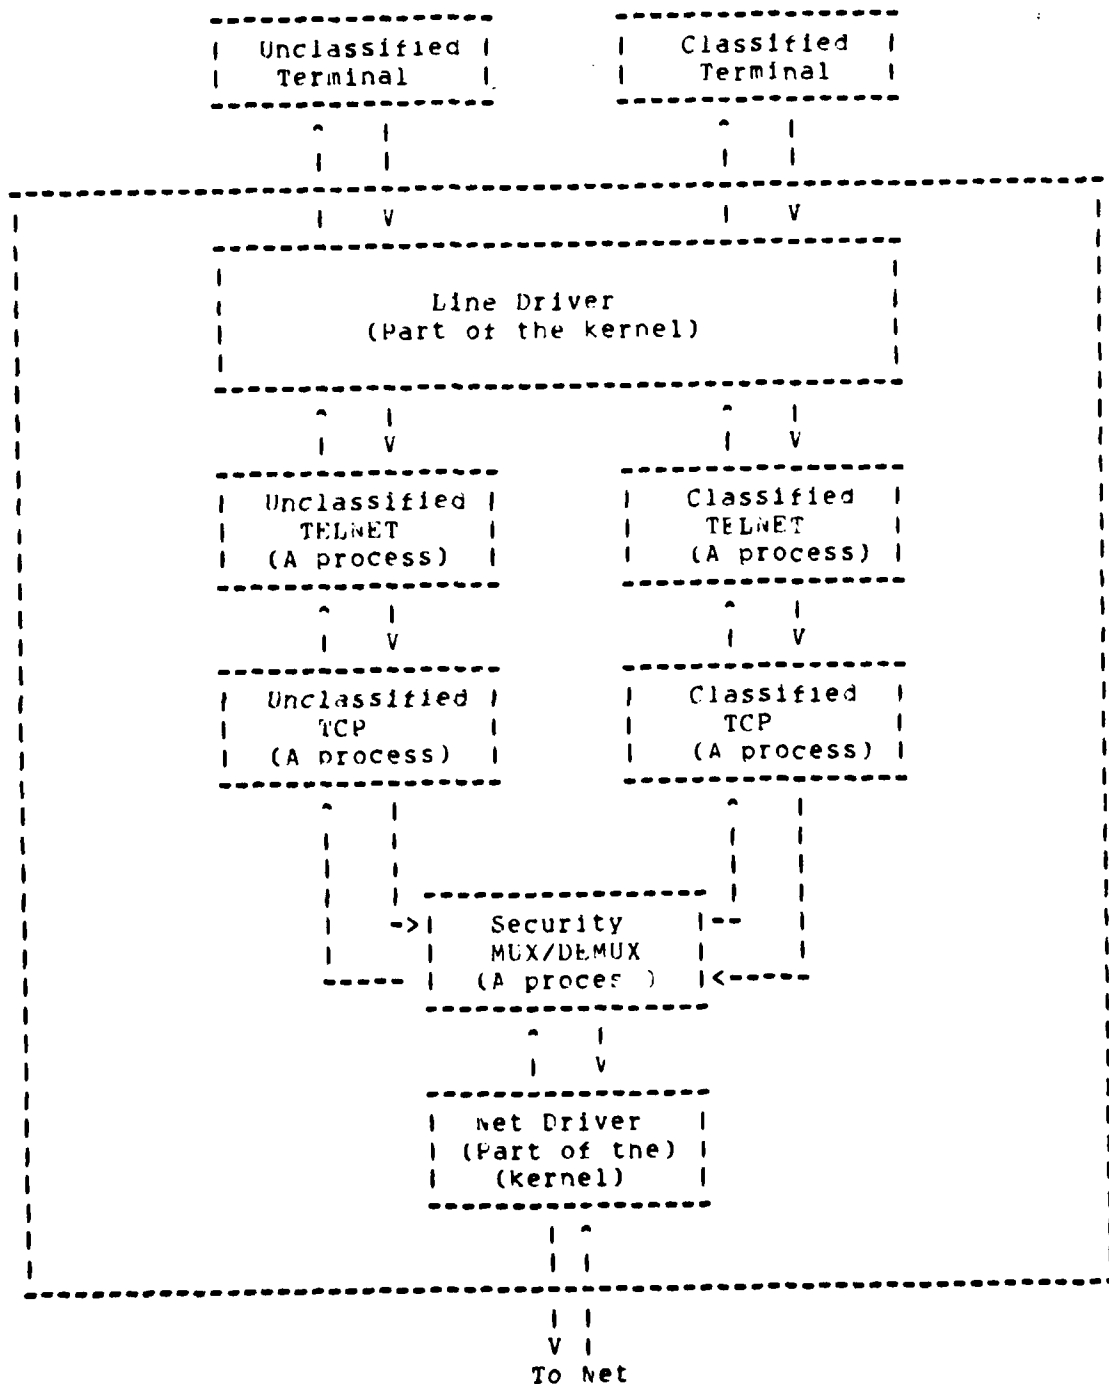 Unclassified
Terminal
Classified
Terminal
Line Driver
(Part of the kernel)
Unclassified
TELNET
(A process)
Classified
TELNET
(A process)
Unclassified
TCP
(A process)
Classified
TCP
(A process)
Security
MUX/DEMUX
(A proces )
Net Driver
(Part of the)
(kernel)
To Net